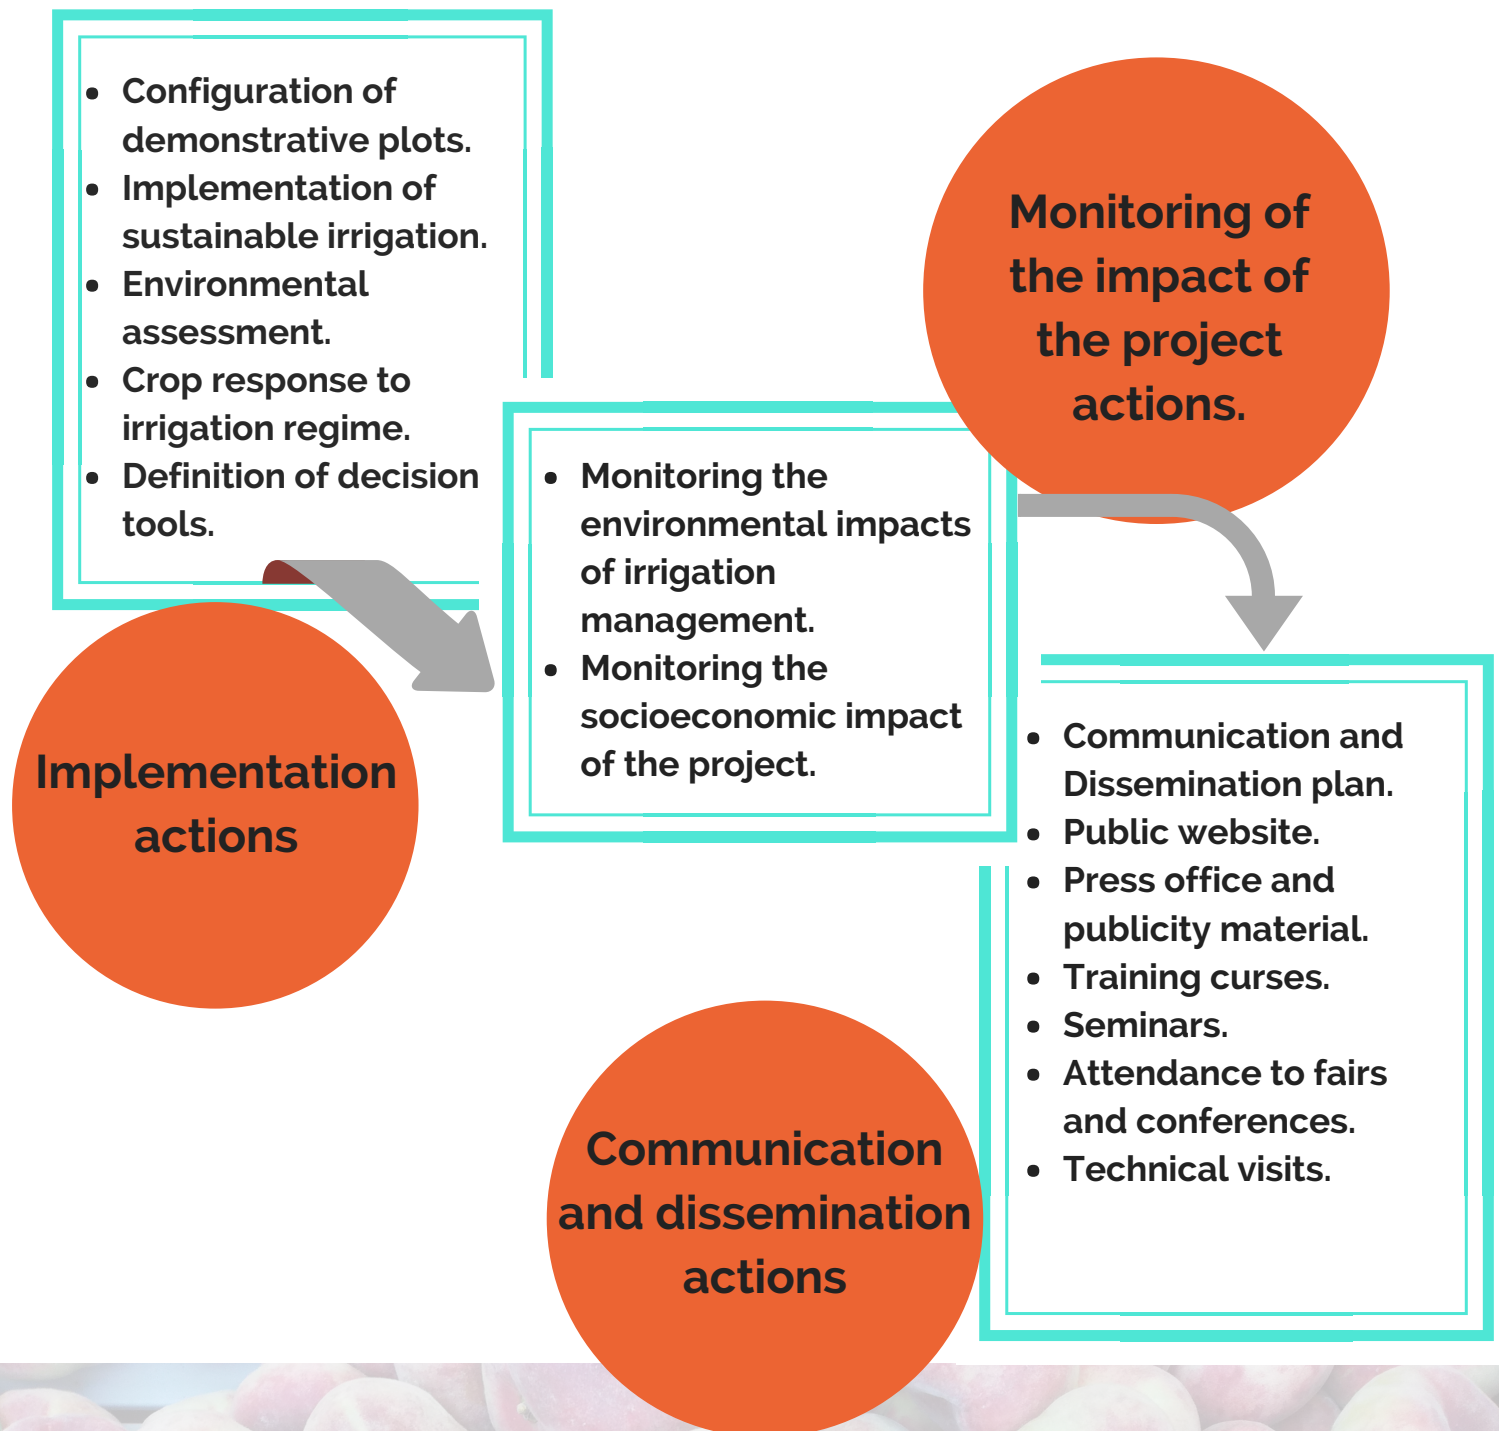 • Configuration of
demonstrative plots.
• Implementation of
sustainable irrigation.
• Environmental
assessment.
• Crop response to
irrigation regime.
• Definition of decision
tools.
Implementation
actions
Monitoring of
the impact of
the project
actions.
• Monitoring the
environmental impacts
of irrigation
management.
• Monitoring the
socioeconomic impact
of the project.
Communication
and dissemination
actions
• Communication and
Dissemination plan.
• Public website.
• Press office and
publicity material.
• Training curses.
• Seminars.
• Attendance to fairs
and conferences.
• Technical visits.